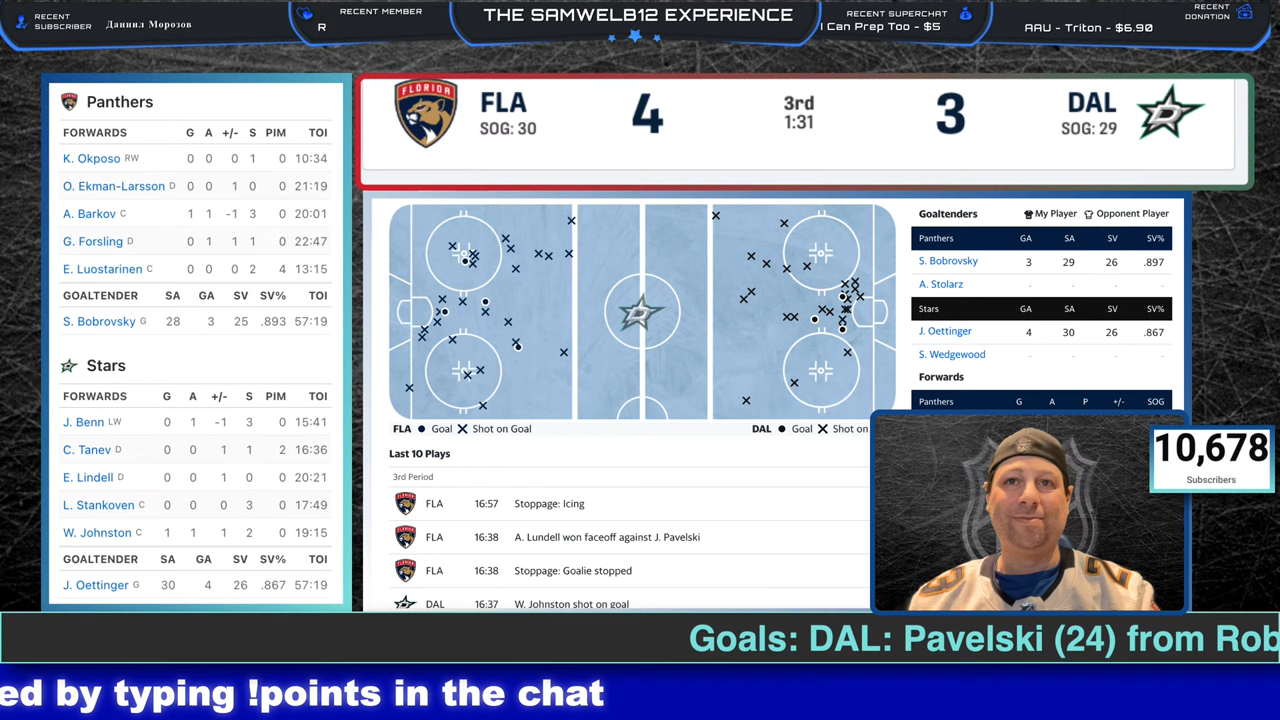 RECENT SUBSCRIBER
Даниил Морозов
RECENT MEMBER
R
THE SAMWELB12 EXPERIENCE
RECENT SUPERCHAT
I Can Prep Too - $5
RECENT DONATION
AAU - Triton - $6.90
Panthers
FORWARDS G A +/- S PIM TOI
K. Okposo RW 0 0 0 1 0 10:34
O. Ekman-Larsson D 0 0 1 0 0 21:19
A. Barkov C 1 1 -1 3 0 20:01
G. Forsling D 0 1 1 1 0 22:47
E. Luostarinen C 0 0 0 2 4 13:15
GOALTENDER SA GA SV SV% TOI
S. Bobrovsky G 28 3 25 .893 57:19
Stars
FORWARDS G A +/- S PIM TOI
J. Benn LW 0 1 -1 3 0 15:41
C. Tanev D 0 0 1 1 2 16:36
E. Lindell D 0 0 1 0 0 20:21
L. Stankoven C 0 0 0 3 0 17:49
W. Johnston C 1 1 1 2 0 19:15
GOALTENDER SA GA SV SV% TOI
J. Oettinger G 30 4 26 .867 57:19
FLORIDA
FLA 4 3rd 3 DAL
SOG: 30 1:31 SOG: 29
FLA Goal Shot on Goal
DAL Goal Shot on
Last 10 Plays
3rd Period
FLA 16:57 Stoppage: Icing
FLA 16:38 A. Lundell won faceoff against J. Pavelski
FLA 16:38 Stoppage: Goalie stopped
DAL 16:37 W. Johnston shot on goal
Goaltenders My Player Opponent Player
Panthers GA SA SV SV%
S. Bobrovsky 3 29 26 .897
A. Stolarz - - - -
Stars GA SA SV SV%
J. Oettinger 4 30 26 .867
S. Wedgewood - - - -
Forwards
Panthers G A P +/- SOG
10,678
Subscribers
Goals: DAL: Pavelski (24) from Rob
ed by typing !points in the chat